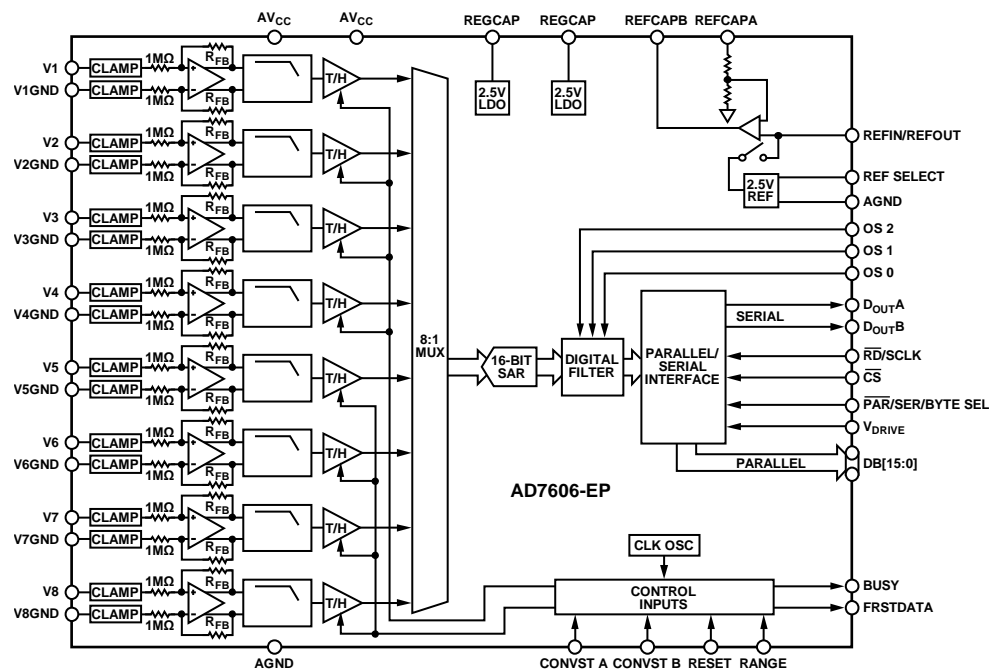 AVCC
AVCC
REGCAP
REGCAP
REFCAPB
REFCAPA
V1
CLAMP
1MΩ
RFB
V1GND
CLAMP
1MΩ
RFB
T/H
2.5V
LDO
2.5V
LDO
REFIN/REFOUT
V2
CLAMP
1MΩ
RFB
V2GND
CLAMP
1MΩ
RFB
T/H
2.5V
REF
REF SELECT
AGND
V3
CLAMP
1MΩ
RFB
V3GND
CLAMP
1MΩ
RFB
T/H
OS 2
OS 1
OS 0
V4
CLAMP
1MΩ
RFB
V4GND
CLAMP
1MΩ
RFB
T/H
8:1
MUX
16-BIT
SAR
DIGITAL
FILTER
PARALLEL/
SERIAL
INTERFACE
SERIAL
DOUTA
DOUTB
RD/SCLK
CS
PAR/SER/BYTE SEL
VDRIVE
PARALLEL
DB[15:0]
V5
CLAMP
1MΩ
RFB
V5GND
CLAMP
1MΩ
RFB
T/H
V6
CLAMP
1MΩ
RFB
V6GND
CLAMP
1MΩ
RFB
T/H
AD7606-EP
V7
CLAMP
1MΩ
RFB
V7GND
CLAMP
1MΩ
RFB
T/H
CLK OSC
V8
CLAMP
1MΩ
RFB
V8GND
CLAMP
1MΩ
RFB
T/H
CONTROL
INPUTS
BUSY
FRSTDATA
AGND
CONVST A
CONVST B
RESET
RANGE